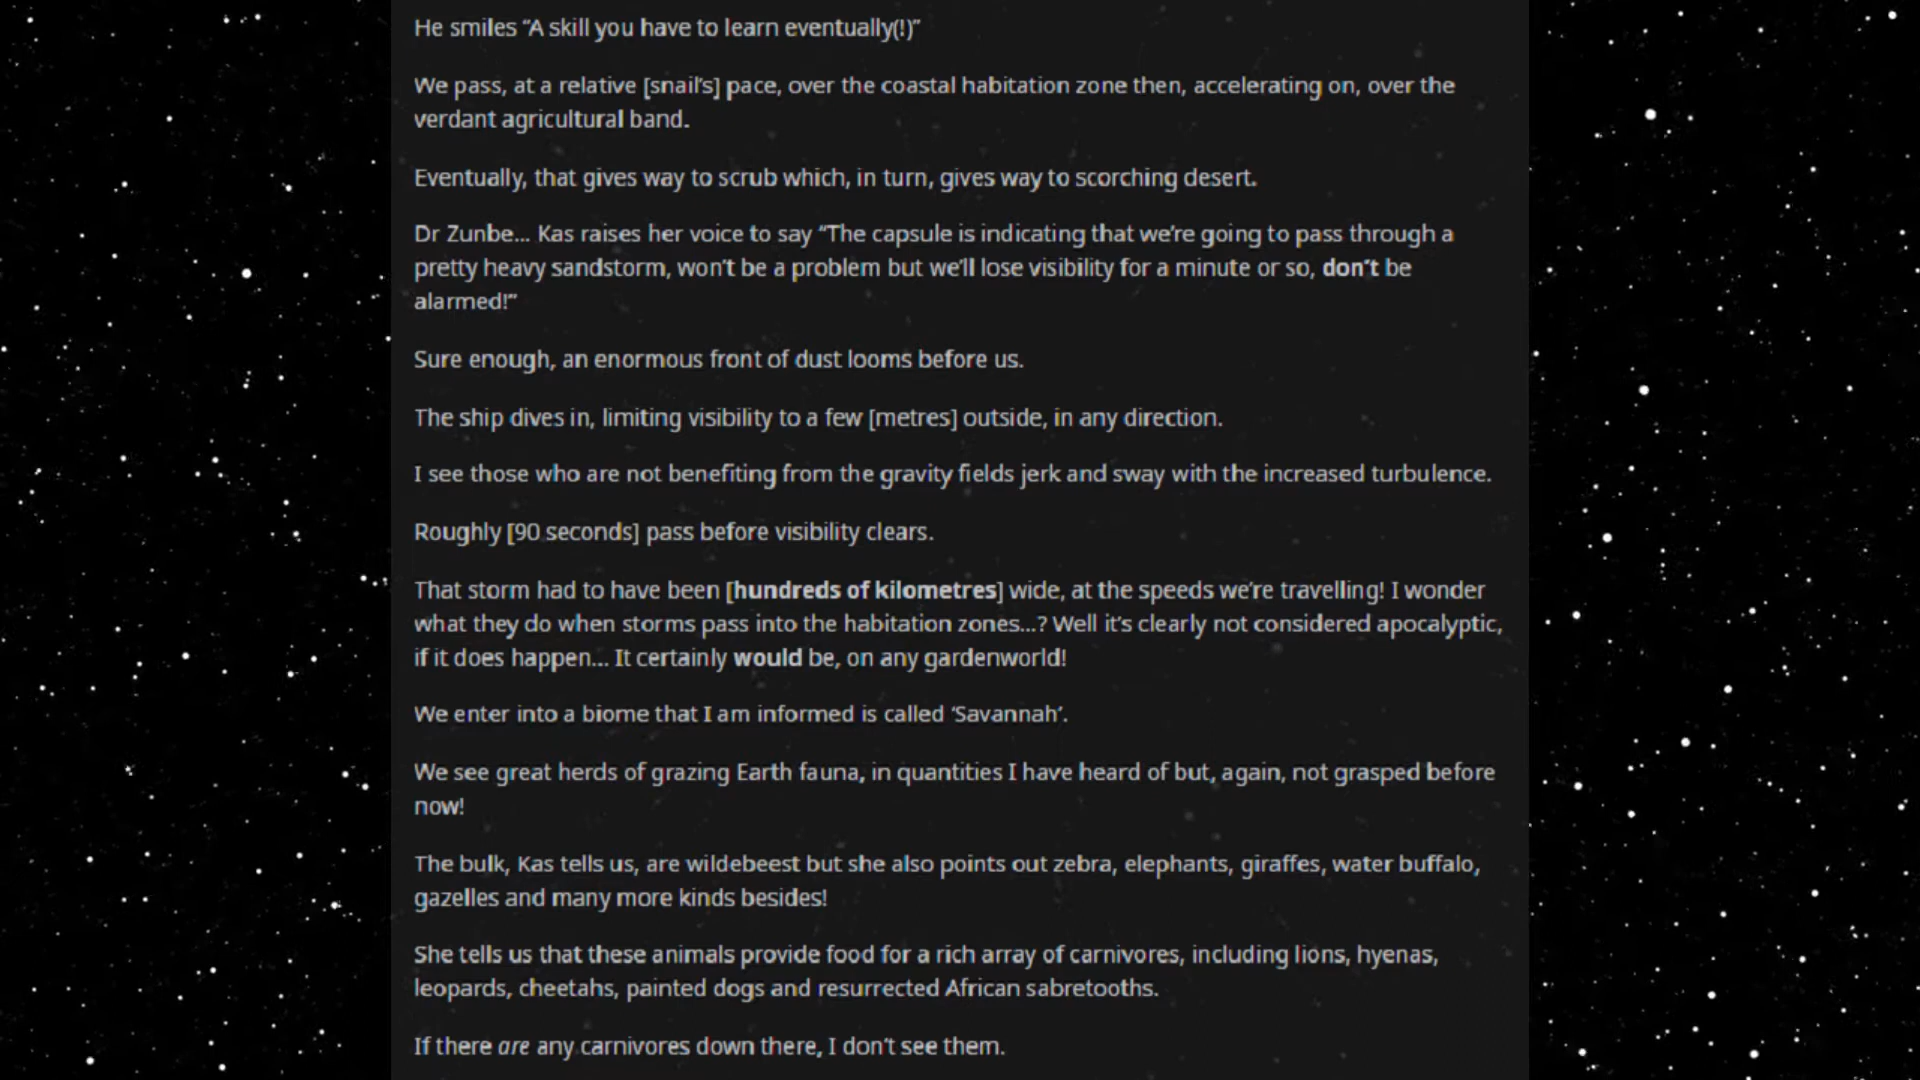 He smiles “A skill you have to learn eventually(!)”
We pass, at a relative [snail’s] pace, over the coastal habitation zone then, accelerating on, over the
verdant agricultural band.
Eventually, that gives way to scrub which, in turn, gives way to scorching desert.
Dr Zunbe... Kas raises her voice to say “The capsule is indicating that we’re going to pass through a
pretty heavy sandstorm, won’t be a problem but we’ll lose visibility for a minute or so, don’t be
alarmed!”
Sure enough, an enormous front of dust looms before us.
The ship dives in, limiting visibility to a few [metres] outside, in any direction.
I see those who are not benefiting from the gravity fields jerk and sway with the increased turbulence.
Roughly [90 seconds] pass before visibility clears.
That storm had to have been [hundreds of kilometres] wide, at the speeds we’re travelling! I wonder
what they do when storms pass into the habitation zones...? Well it’s clearly not considered apocalyptic,
if it does happen... It certainly would be, on any gardenworld!
We enter into a biome that I am informed is called ‘Savannah’.
We see great herds of grazing Earth fauna, in quantities I have heard of but, again, not grasped before
now!
The bulk, Kas tells us, are wildebeest but she also points out zebra, elephants, giraffes, water buffalo,
gazelles and many more kinds besides!
She tells us that these animals provide food for a rich array of carnivores, including lions, hyenas,
leopards, cheetahs, painted dogs and resurrected African sabretooths.
If there are any carnivores down there, I don’t see them.